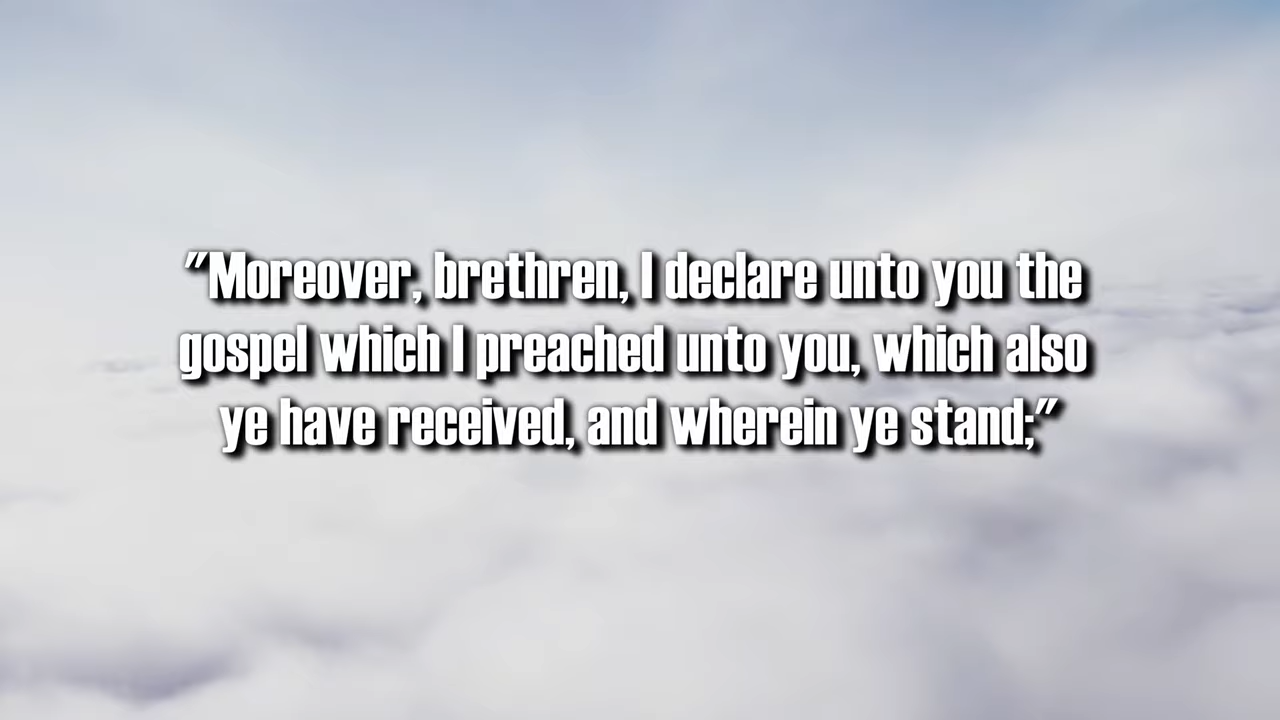 "Moreover, brethren, I declare unto you the
gospel which I preached unto you, which also
ye have received, and wherein ye stand;"